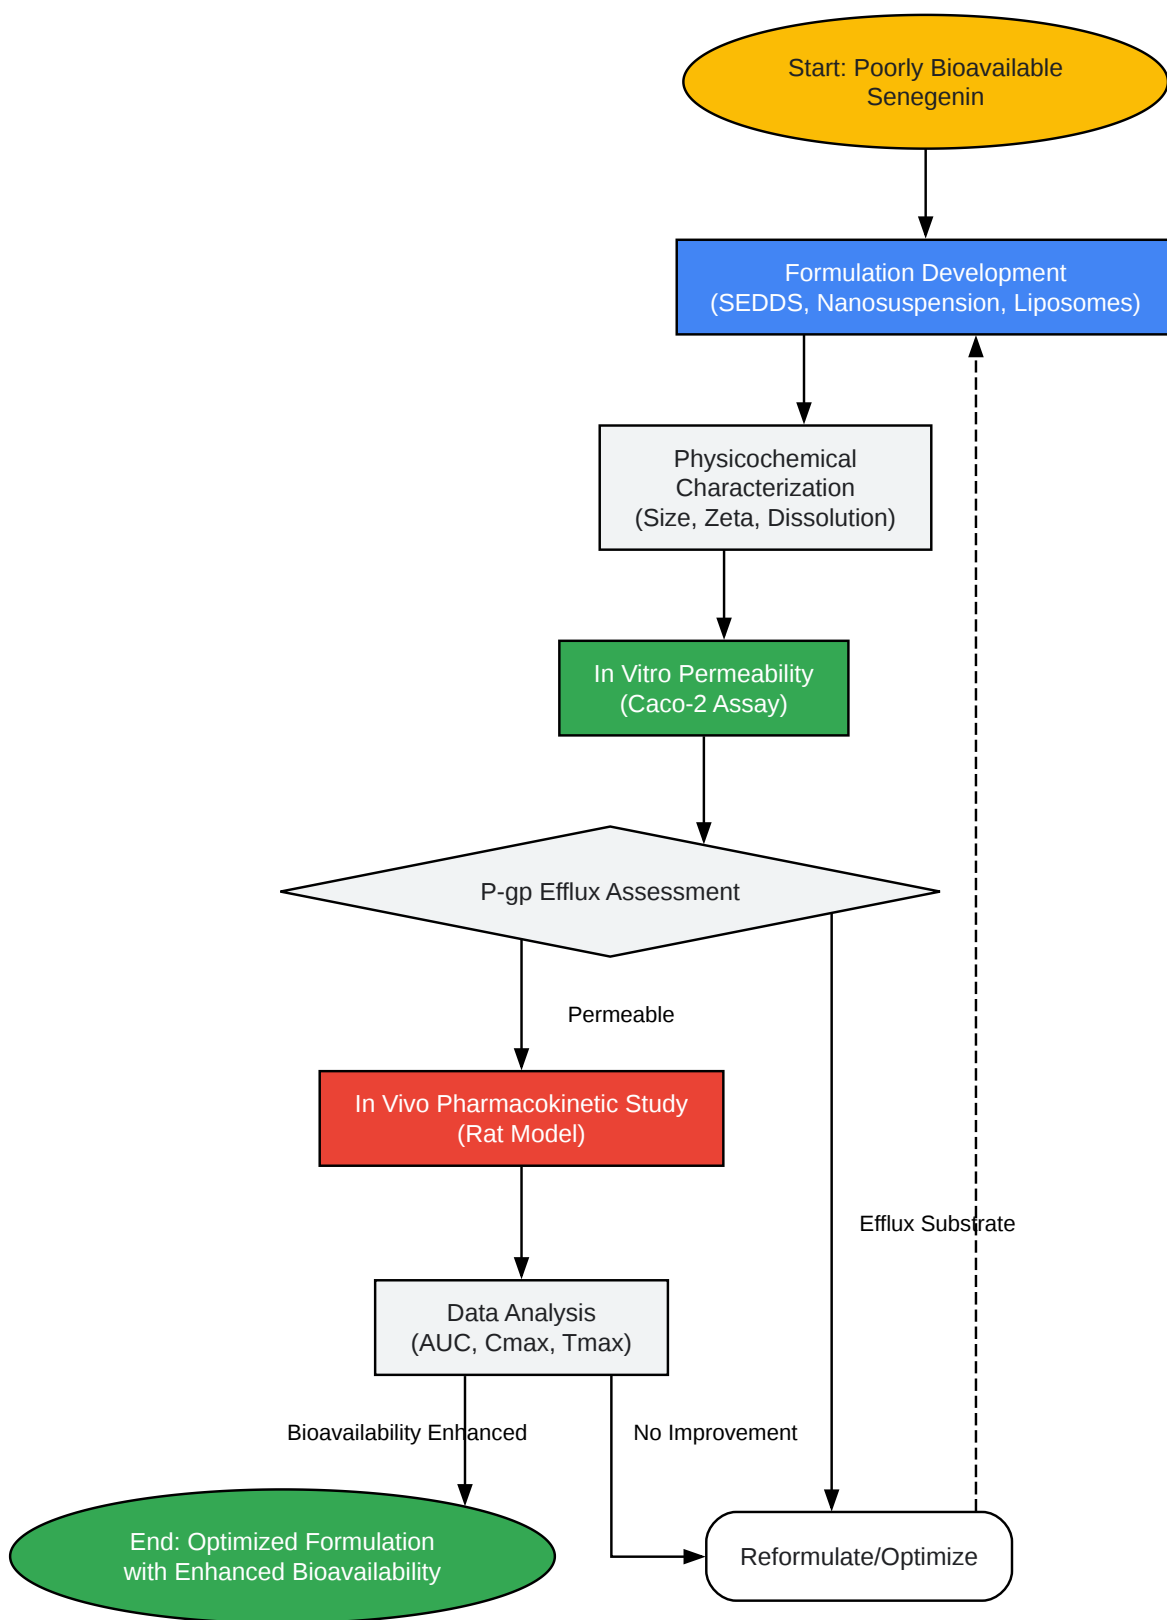 Start: Poorly Bioavailable
Senegenin
Formulation Development
(SEDDS, Nanosuspension, Liposomes)
Physicochemical
Characterization
(Size, Zeta, Dissolution)
In Vitro Permeability
(Caco-2 Assay)
P-gp Efflux Assessment
Permeable
In Vivo Pharmacokinetic Study
(Rat Model)
Efflux Substrate
Data Analysis
(AUC, Cmax, Tmax)
Bioavailability Enhanced
No Improvement
End: Optimized Formulation
with Enhanced Bioavailability
Reformulate/Optimize